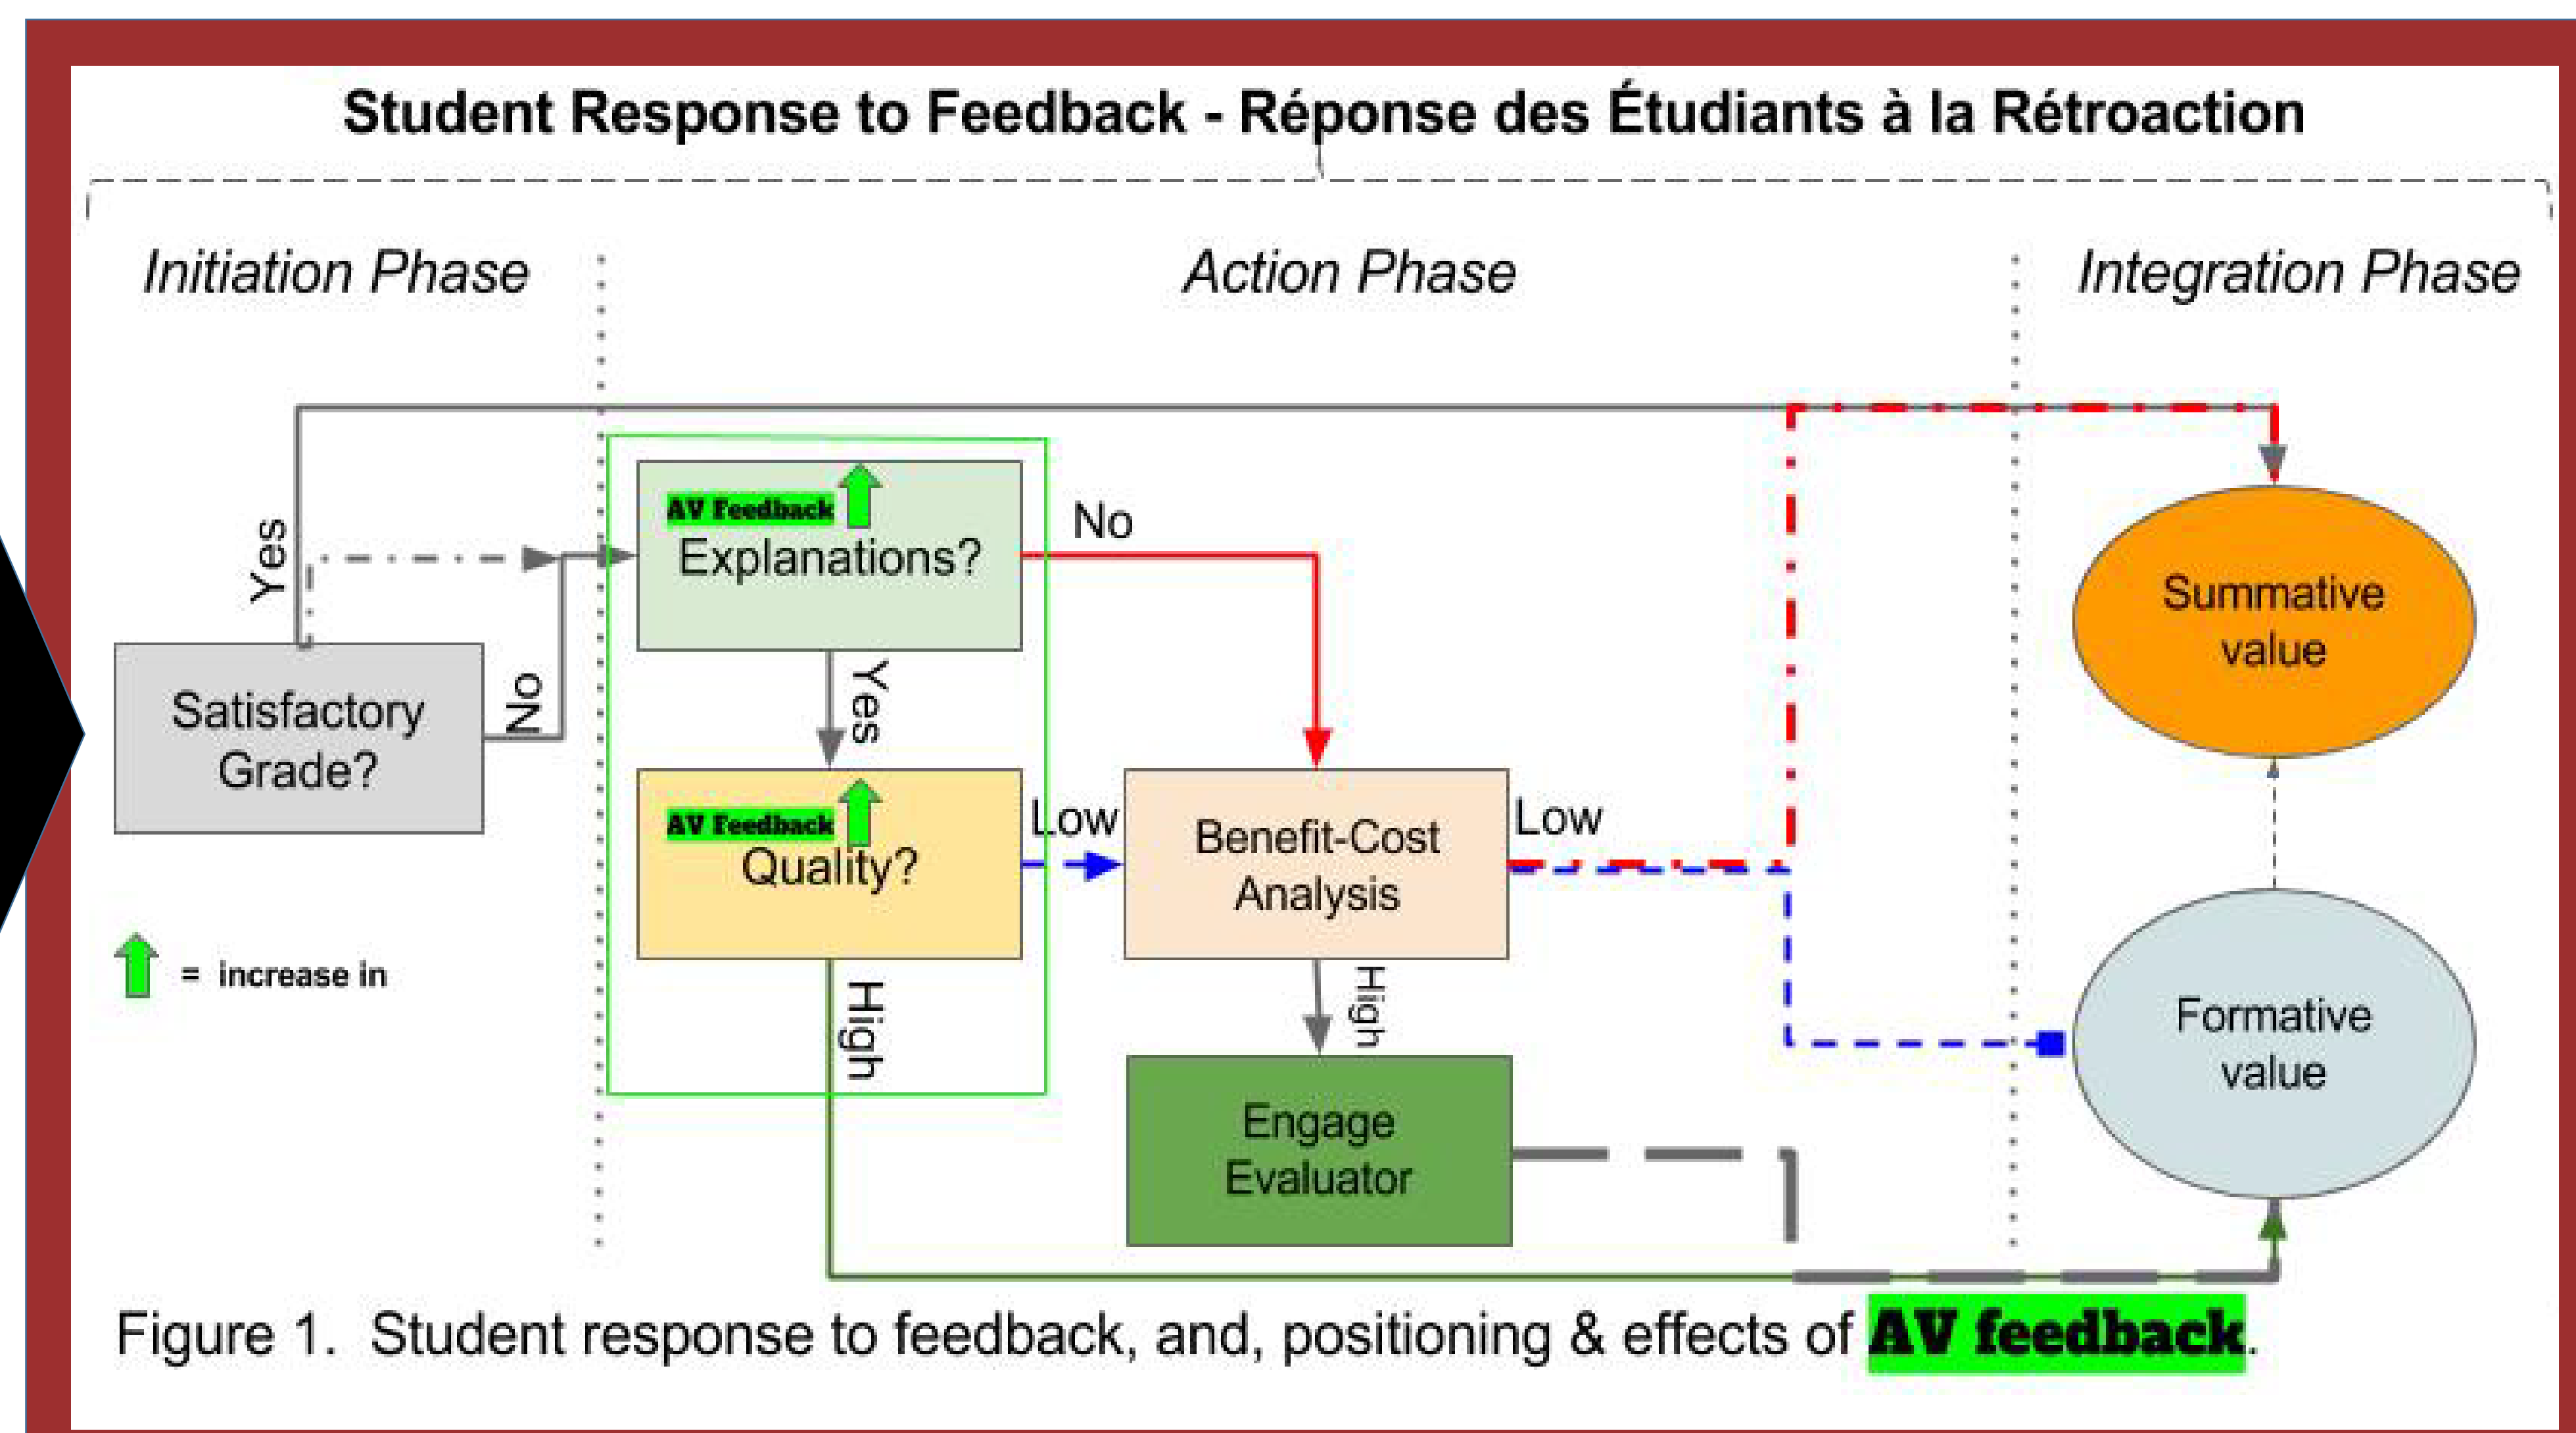 Student Response to Feedback - Réponse des Étudiants à la Rétroaction
Initiation Phase
Action Phase
Integration Phase
Yes
No
Satisfactory
Grade?
= increase in
AV Feedback
Explanations?
No
Yes
AV Feedback
Quality?
Low
High
Benefit-Cost
Analysis
Low
High
Engage
Evaluator
Summative
value
Formative
value
Figure 1. Student response to feedback, and, positioning & effects of AV feedback.